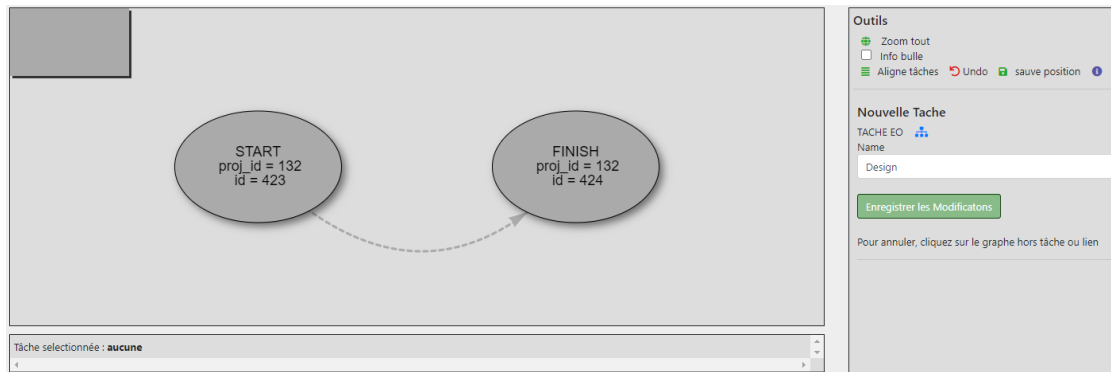 START
proj_id = 132
id = 423
FINISH
proj_id = 132
id = 424
Tâche selectionnée : aucune
Outils
Zoom tout
Info bulle
Aligne tâches Undo sauve position
Nouvelle Tache
TACHE EO
Name
Design
Enregistrer les Modificatons
Pour annuler, cliquez sur le graphe hors tâche ou lien